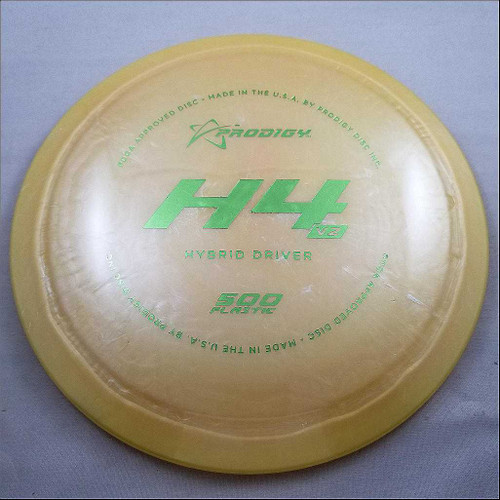 PDGA APPROVED DISC • MADE IN THE U.S.A. BY PRODIGY DISC INC.
PRODIGY
H4
V2
HYBRID DRIVER
500
PLASTIC
PDGA APPROVED DISC • MADE IN THE U.S.A. BY PRODIGY DISC INC.